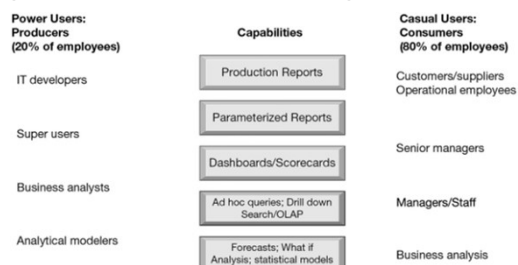 Power Users:
Producers
(20% of employees)
IT developers
Super users
Business analysts
Analytical modelers
Capabilities
Production Reports
Parameterized Reports
Dashboards/Scorecards
Ad hoc queries; Drill down
Search/OLAP
Forecasts; What if
Analysis; statistical models
Casual Users:
Consumers
(80% of employees)
Customers/suppliers
Operational employees
Senior managers
Managers/Staff
Business analysis